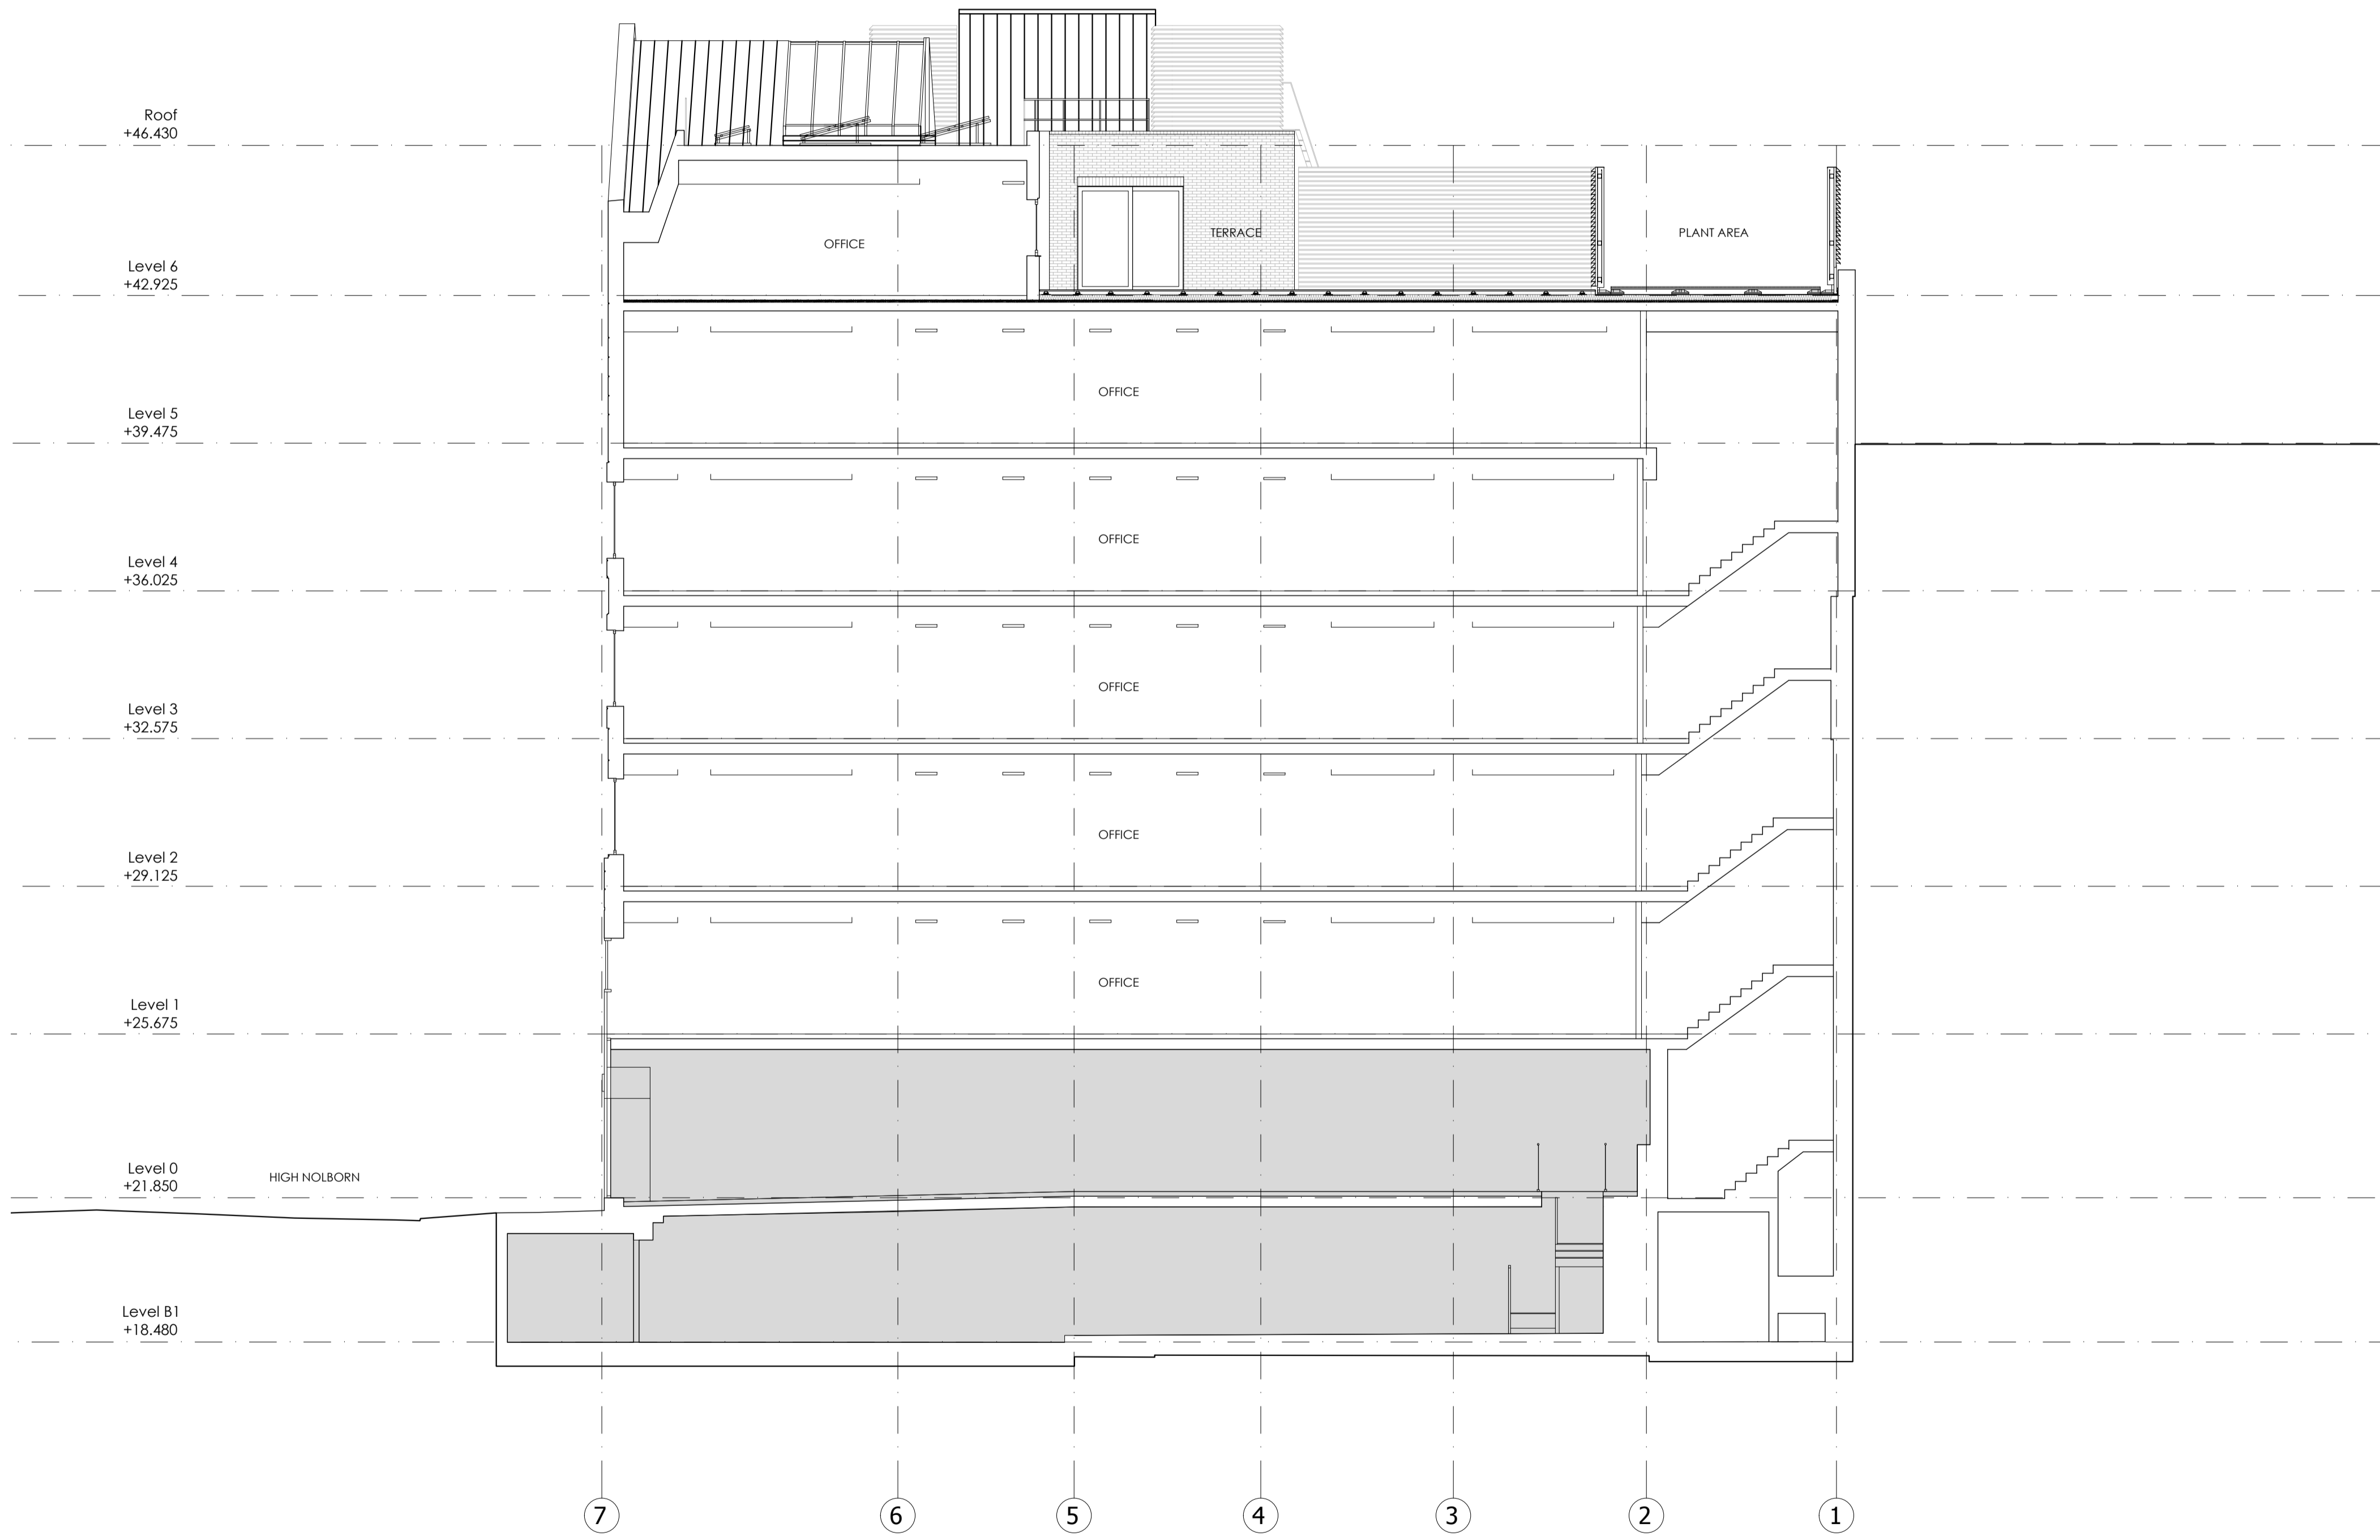 Roof
+46.430
TERRACE
PLANT AREA
OFFICE
Level 6
+42.925
OFFICE
Level 5
+39.475
OFFICE
Level 4
+36.025
OFFICE
Level 3
+32.575
OFFICE
Level 2
+29.125
OFFICE
Level 1
+25.675
Level 0
+21.850
HIGH NOLBORN
Level B1
+18.480
7 6 5 4 3 2 1